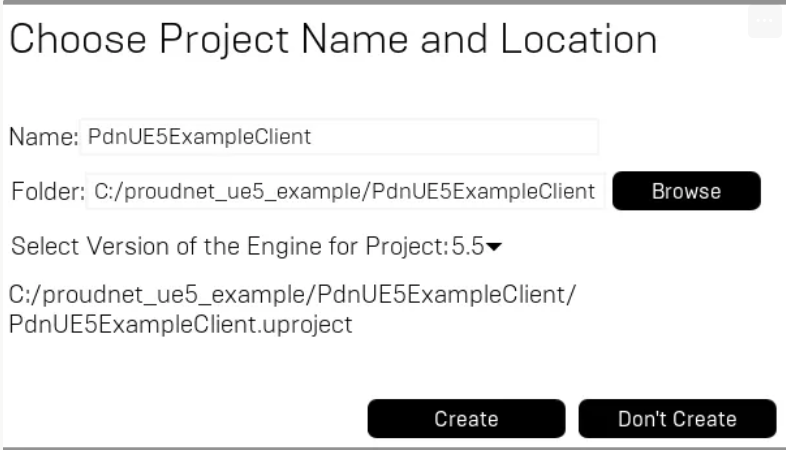 Choose Project Name and Location
Name: PdnUE5ExampleClient
Folder: C:/proudnet_ue5_example/PdnUE5ExampleClient Browse
Select Version of the Engine for Project: 5.5
C:/proudnet_ue5_example/PdnUE5ExampleClient/
PdnUE5ExampleClient.uproject
Create Don't Create